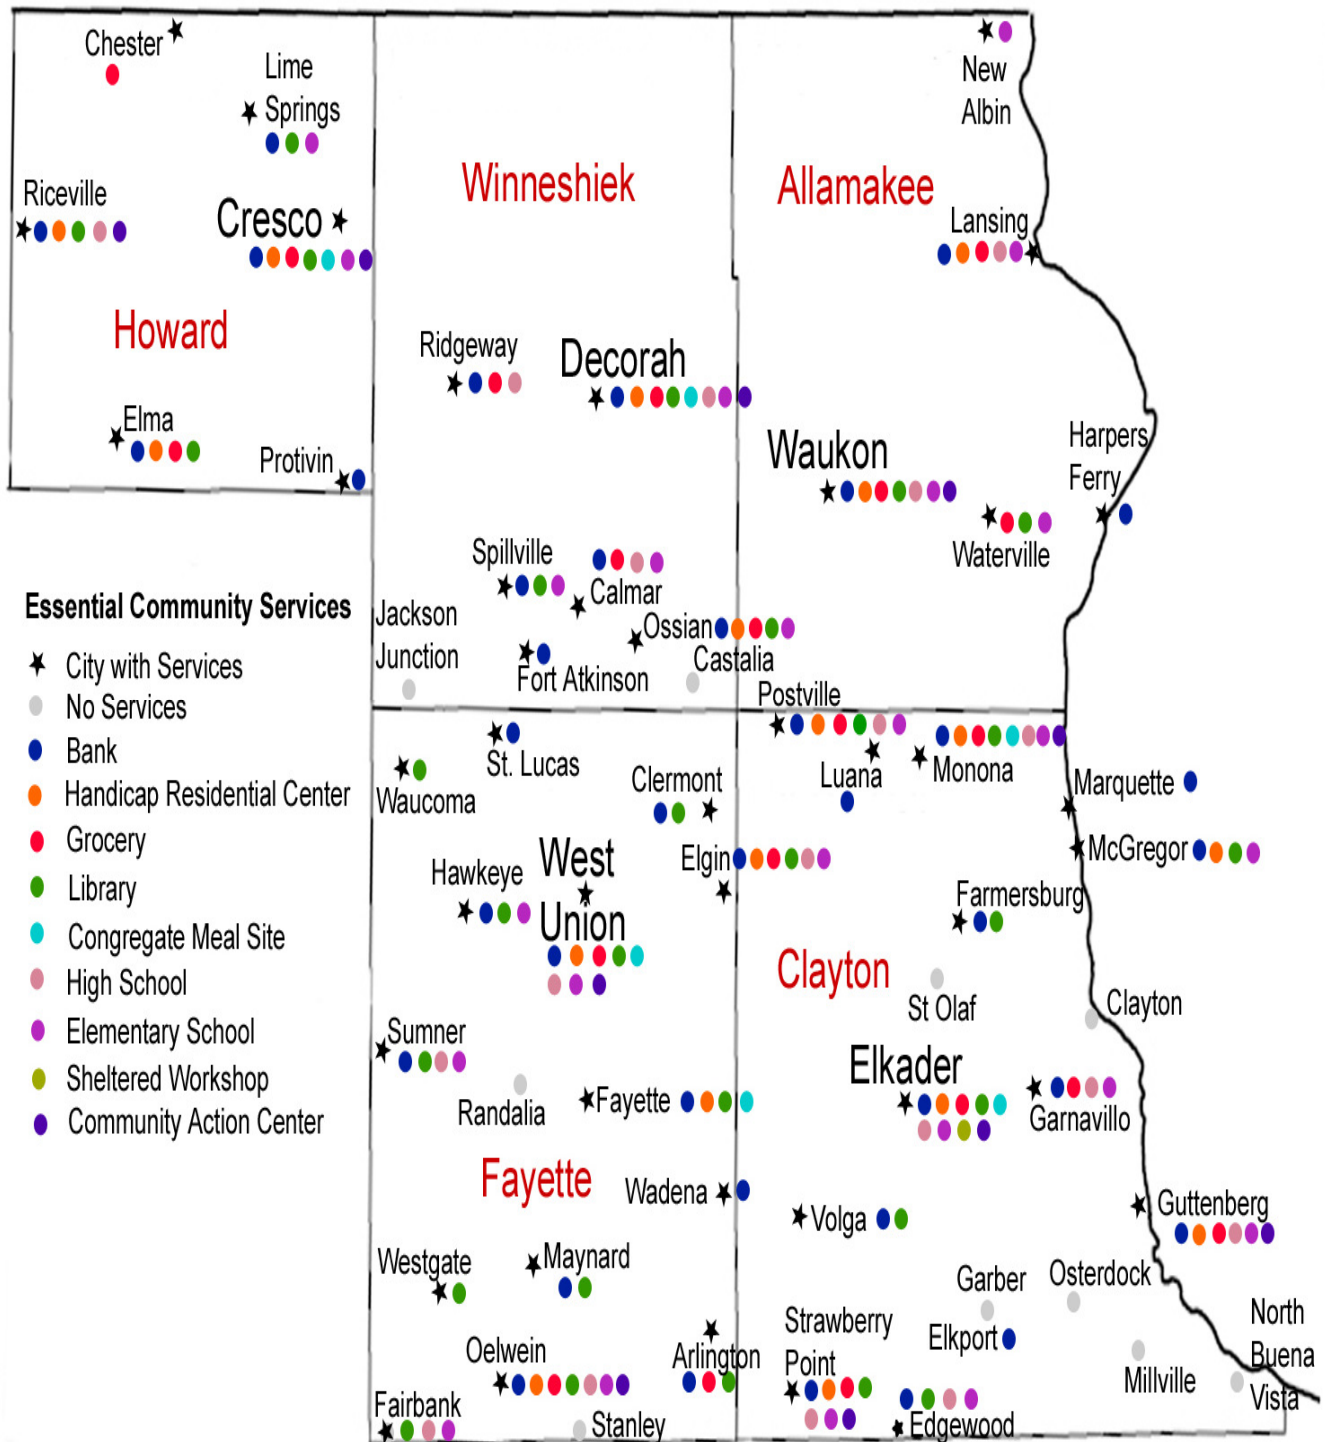 Chester
Lime
Springs
New
Albin
Riceville
Cresco
Winneshiek
Allamakee
Lansing
Howard
Ridgeway
Decorah
Elma
Protivin
Waukon
Harpers
Ferry
Waterville
Spillville
Calmar
Essential Community Services
Jackson
Junction
Ossian
Castalia
Fort Atkinson
City with Services
No Services
Bank
Handicap Residential Center
Grocery
Library
Congregate Meal Site
High School
Elementary School
Sheltered Workshop
Community Action Center
Postville
St. Lucas
Waucoma
Clermont
Luana
Monona
Marquette
McGregor
West
Union
Elgin
Hawkeye
Farmersburg
Clayton
St Olaf
Clayton
Sumner
Elkader
Randalia
Fayette
Garnavillo
Fayette
Wadena
Volga
Guttenberg
Westgate
Maynard
Garber
Osterdock
Strawberry
Point
Elkport
North
Buena
Vista
Oelwein
Arlington
Millville
Fairbank
Stanley
Edgewood